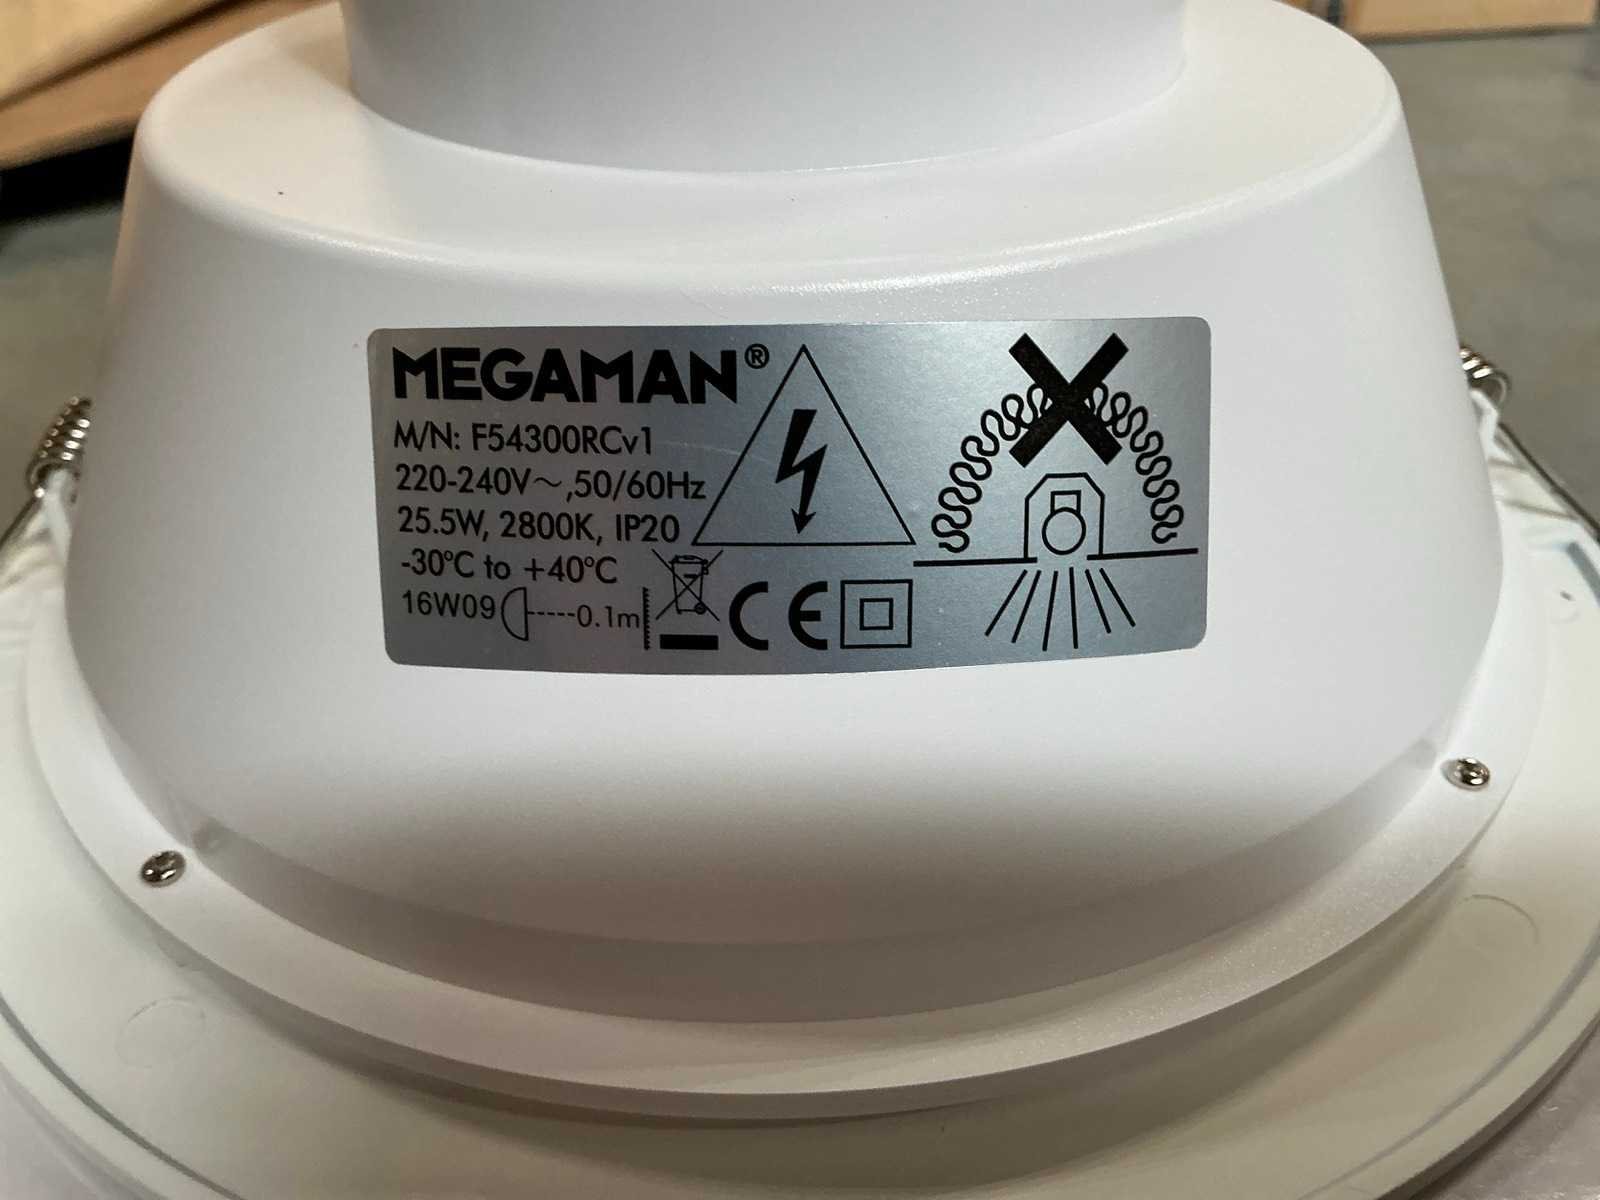 MEGAMAN®
M/N: F54300RCv1
220-240V~,50/60Hz
25.5W, 2800K, IP20
-30°C to +40°C
16W09 0.1m CE